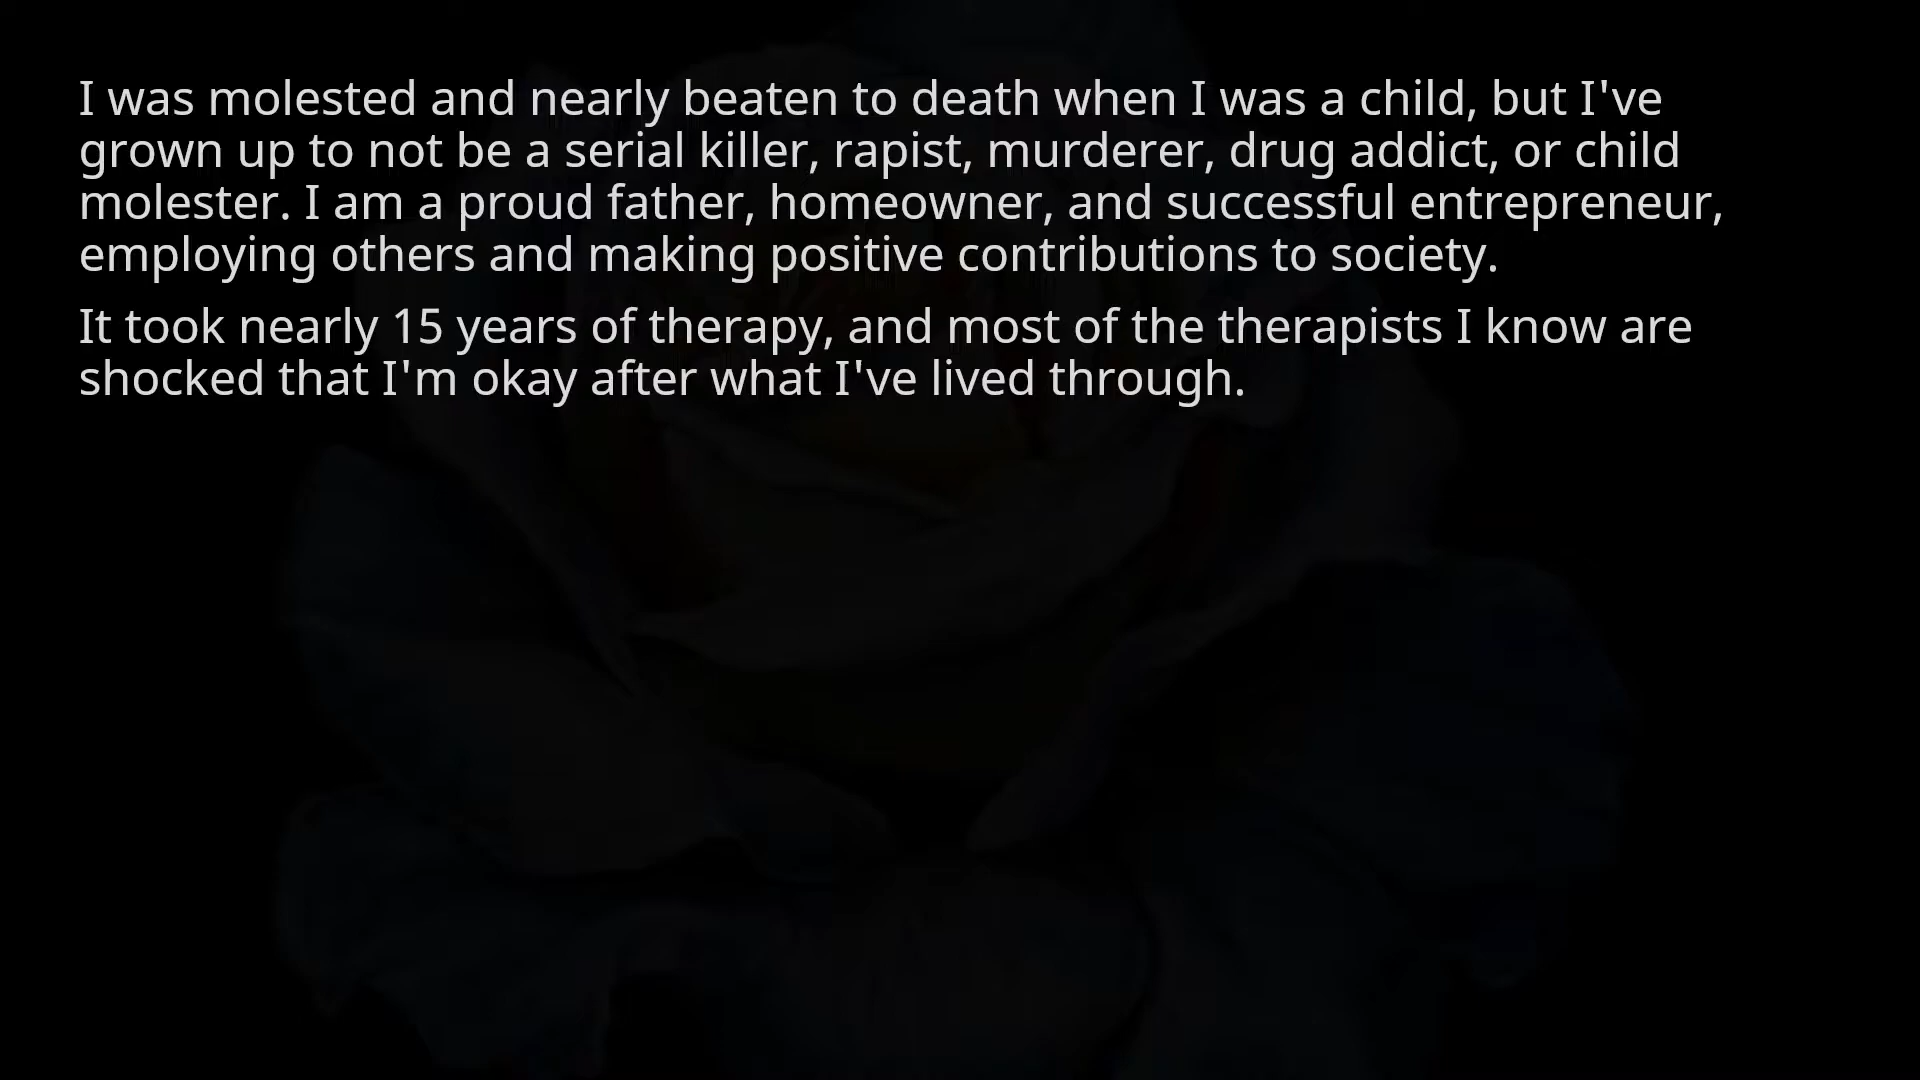 I was molested and nearly beaten to death when I was a child, but I've
grown up to not be a serial killer, rapist, murderer, drug addict, or child
molester. I am a proud father, homeowner, and successful entrepreneur,
employing others and making positive contributions to society.
It took nearly 15 years of therapy, and most of the therapists I know are
shocked that I'm okay after what I've lived through.